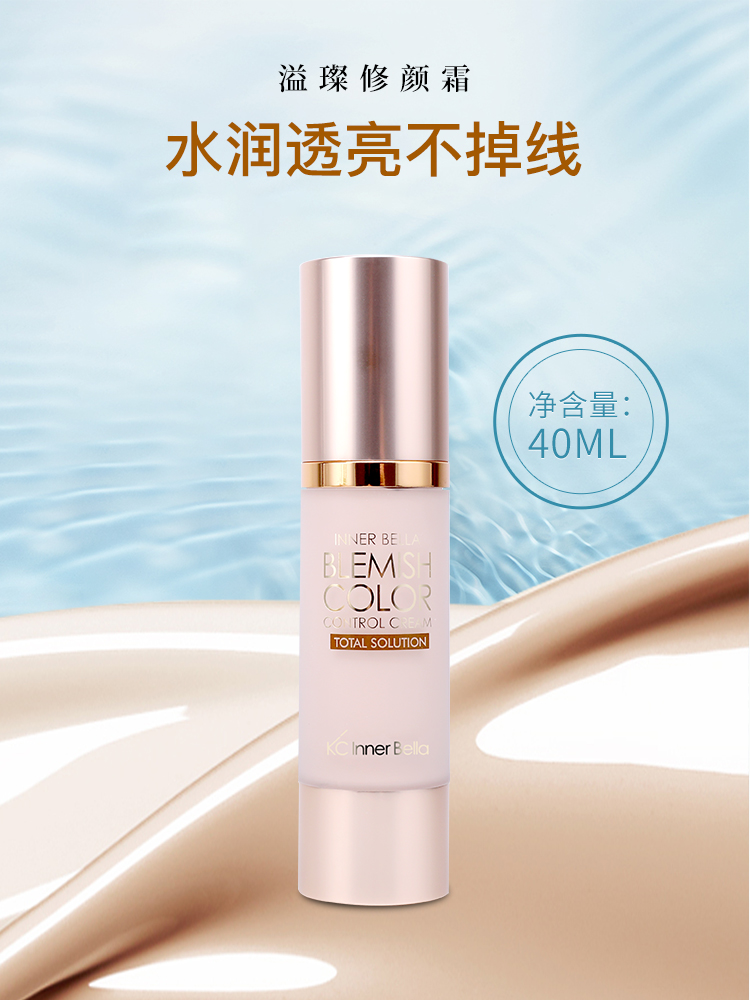 溢璨修颜霜
水润透亮不掉线
净含量：
40ML
INNER BELLA
BLEMISH
COLOR
CONTROL CREAM
TOTAL SOLUTION
KC Inner Bella